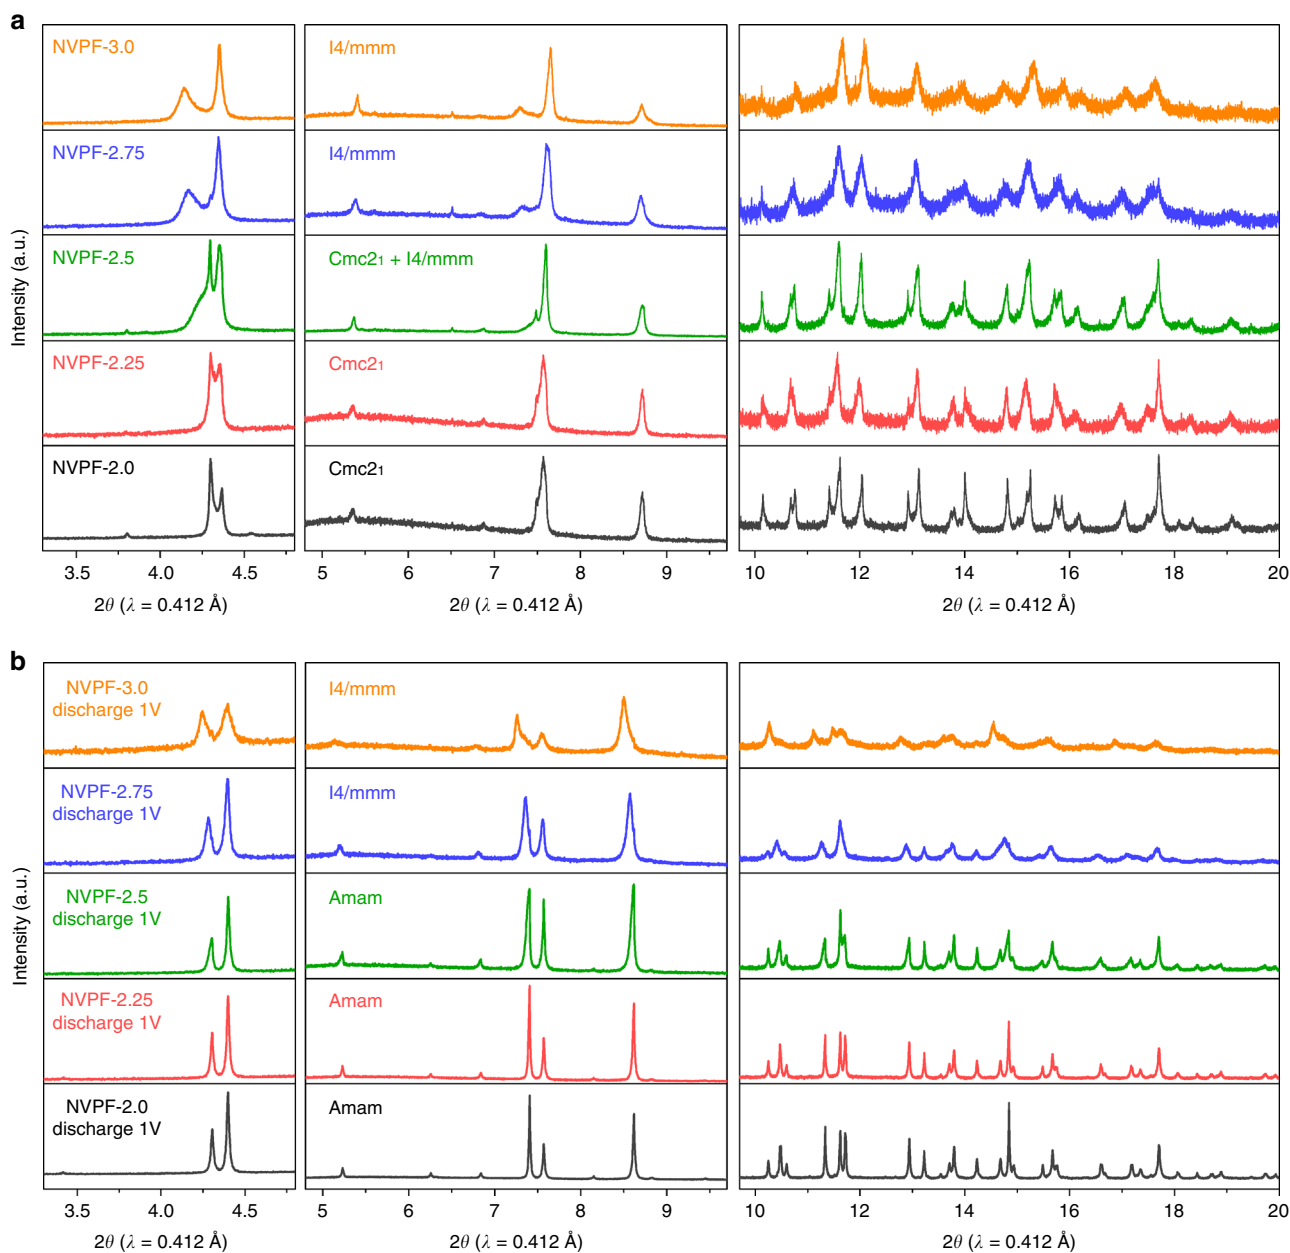 a
NVPF-3.0
I4/mmm
NVPF-2.75
I4/mmm
NVPF-2.5
Cmc2₁ + I4/mmm
NVPF-2.25
Cmc2₁
NVPF-2.0
Cmc2₁
Intensity (a.u.)
3.5 4.0 4.5
5 6 7 8 9
10 12 14 16 18 20
2θ (λ = 0.412 Å)
2θ (λ = 0.412 Å)
2θ (λ = 0.412 Å)
b
NVPF-3.0
discharge 1V
I4/mmm
NVPF-2.75
discharge 1V
I4/mmm
NVPF-2.5
discharge 1V
Amam
NVPF-2.25
discharge 1V
Amam
NVPF-2.0
discharge 1V
Amam
Intensity (a.u.)
3.5 4.0 4.5
5 6 7 8 9
10 12 14 16 18 20
2θ (λ = 0.412 Å)
2θ (λ = 0.412 Å)
2θ (λ = 0.412 Å)